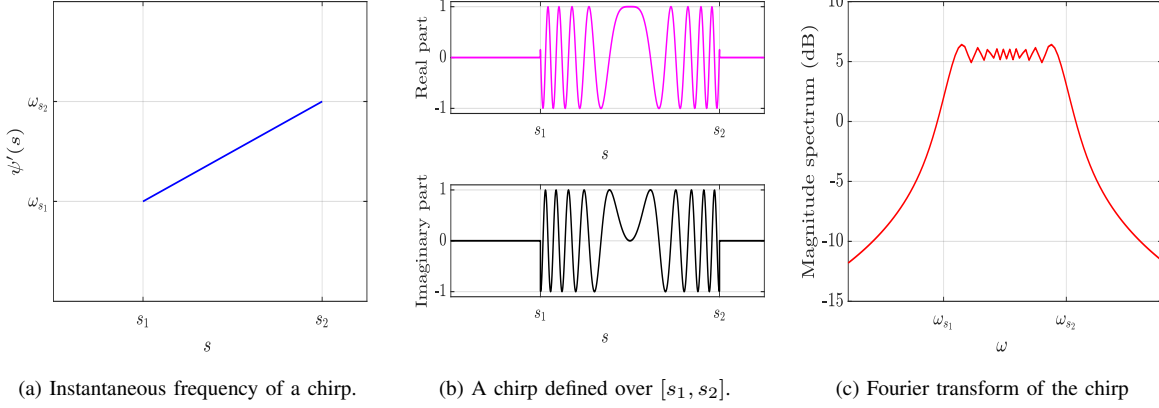 ψ′(s)
ω_{s_2}
ω_{s_1}
s_1
s_2
s
(a) Instantaneous frequency of a chirp.
Real part
1
0
-1
s_1
s_2
s
Imaginary part
1
0
-1
s_1
s_2
s
(b) A chirp defined over [s_1, s_2].
Magnitude spectrum (dB)
10
5
0
-5
-10
-15
ω_{s_1}
ω_{s_2}
ω
(c) Fourier transform of the chirp